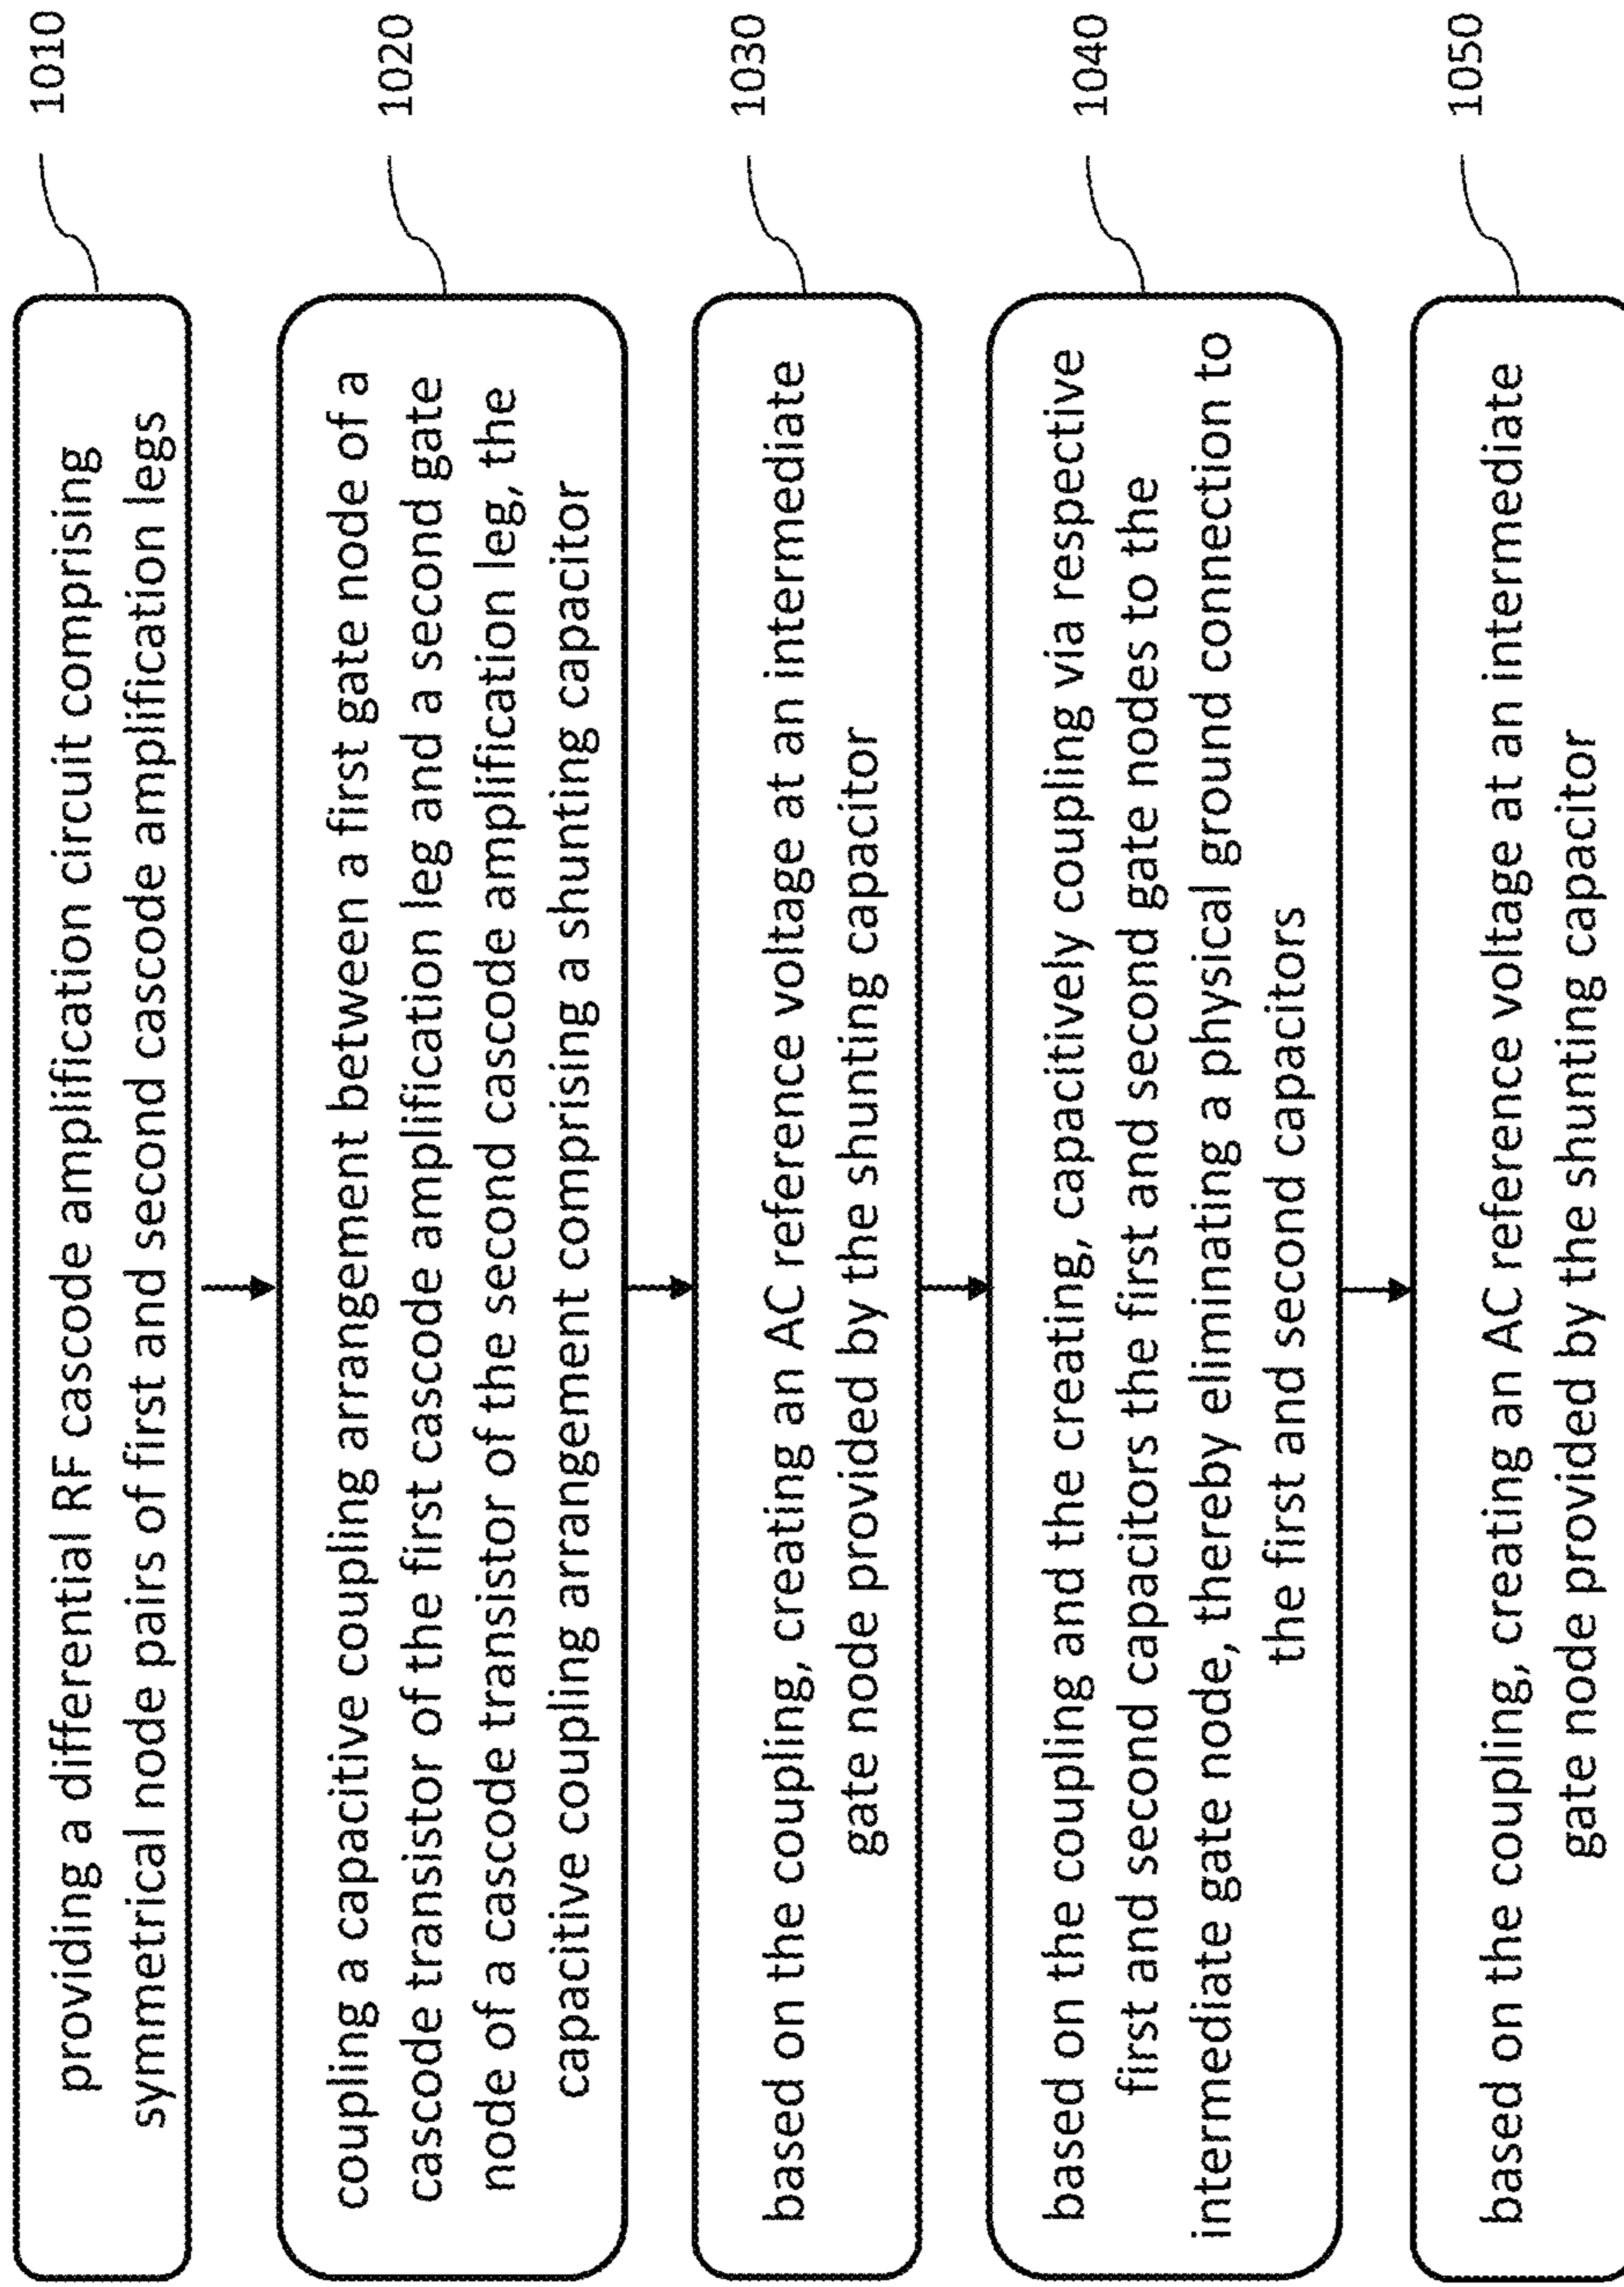 providing a differential RF cascode amplification circuit comprising
symmetrical node pairs of first and second cascode amplification legs
1010
coupling a capacitive coupling arrangement between a first gate node of a
cascode transistor of the first cascode amplification leg and a second gate
node of a cascode transistor of the second cascode amplification leg, the
capacitive coupling arrangement comprising a shunting capacitor
1020
based on the coupling, creating an AC reference voltage at an intermediate
gate node provided by the shunting capacitor
1030
based on the coupling and the creating, capacitively coupling via respective
first and second capacitors the first and second gate nodes to the
intermediate gate node, thereby eliminating a physical ground connection to
the first and second capacitors
1040
based on the coupling, creating an AC reference voltage at an intermediate
gate node provided by the shunting capacitor
1050